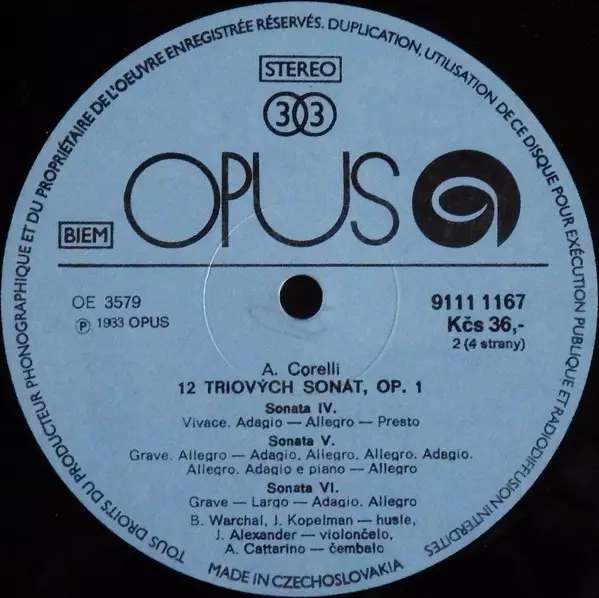 TOUS DROITS DU PRODUCTEUR PHONOGRAPHIQUE ET DU PROPRIÉTAIRE DE L'OEUVRE ENREGISTRÉE RÉSERVÉS. DUPLICATION, UTILISATION DE CE DISQUE POUR EXÉCUTION PUBLIQUE ET RADIODIFFUSION INTERDITES
STEREO
33
OPUS
BIEM
OE 3579
9111 1167
Ⓟ 1933 OPUS
Kčs 36,-
2 (4 strany)
A. Corelli
12 TRIOVÝCH SONÁT, OP. 1
Sonata IV.
Vivace. Adagio — Allegro — Presto
Sonata V.
Grave. Allegro — Adagio. Allegro. Allegro. Adagio.
Allegro. Adagio e piano — Allegro
Sonata VI.
Grave — Largo — Adagio. Allegro
B. Warchal, J. Kopelman — husle,
J. Alexander — violončelo,
A. Cattarino — čembalo
MADE IN CZECHOSLOVAKIA